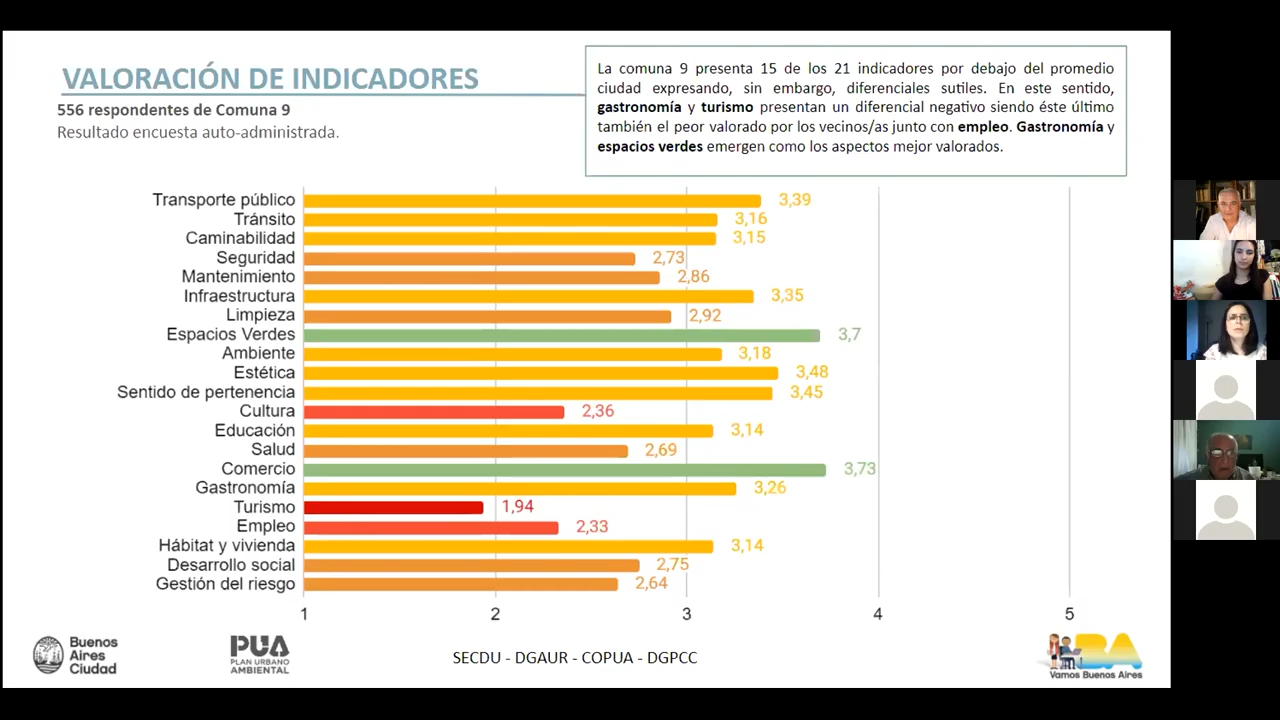 VALORACIÓN DE INDICADORES
556 respondentes de Comuna 9
Resultado encuesta auto-administrada.
La comuna 9 presenta 15 de los 21 indicadores por debajo del promedio
ciudad expresando, sin embargo, diferenciales sutiles. En este sentido,
gastronomía y turismo presentan un diferencial negativo siendo éste último
también el peor valorado por los vecinos/as junto con empleo. Gastronomía y
espacios verdes emergen como los aspectos mejor valorados.
Transporte público 3,39
Tránsito 3,16
Caminabilidad 3,15
Seguridad 2,73
Mantenimiento 2,86
Infraestructura 3,35
Limpieza 2,92
Espacios Verdes 3,7
Ambiente 3,18
Estética 3,48
Sentido de pertenencia 3,45
Cultura 2,36
Educación 3,14
Salud 2,69
Comercio 3,73
Gastronomía 3,26
Turismo 1,94
Empleo 2,33
Hábitat y vivienda 3,14
Desarrollo social 2,75
Gestión del riesgo 2,64
1 2 3 4 5
Buenos
Aires
Ciudad
PUA
PLAN URBANO
AMBIENTAL
SECDU - DGAUR - COPUA - DGPCC
BA
Vamos Buenos Aires